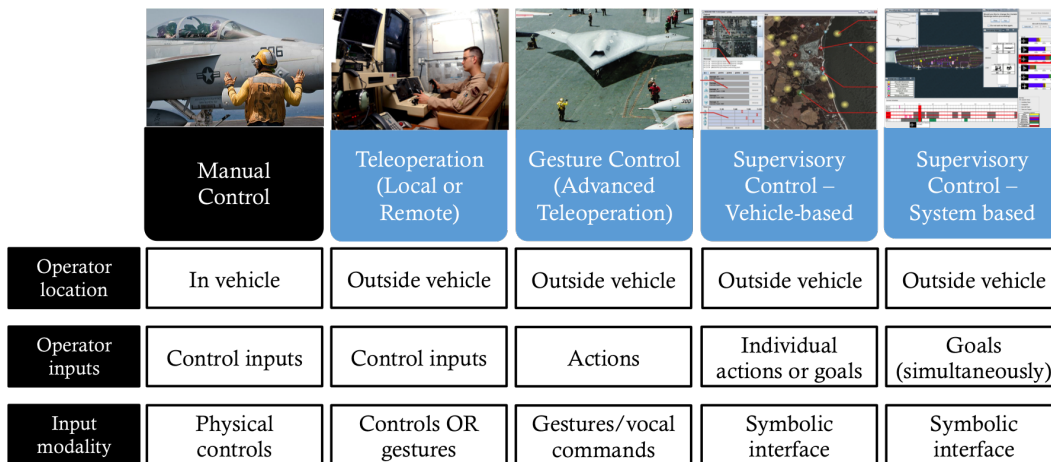 206
300
Manual
Control
Teleoperation
(Local or
Remote)
Gesture Control
(Advanced
Teleoperation)
Supervisory
Control –
Vehicle-based
Supervisory
Control –
System based
Operator
location
In vehicle
Outside vehicle
Outside vehicle
Outside vehicle
Outside vehicle
Operator
inputs
Control inputs
Control inputs
Actions
Individual
actions or goals
Goals
(simultaneously)
Input
modality
Physical
controls
Controls OR
gestures
Gestures/vocal
commands
Symbolic
interface
Symbolic
interface